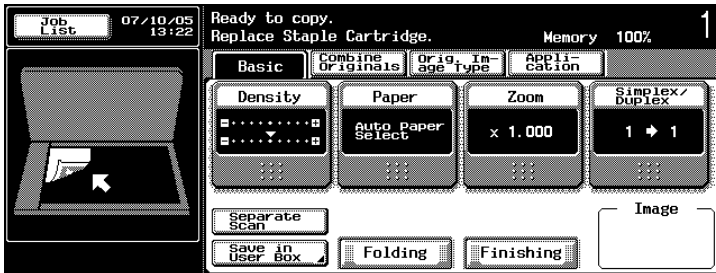 Job List
07/10/05
13:22
Ready to copy.
Replace Staple Cartridge.
Memory 100%
1
Basic
Combine Originals
Orig. Im-
age Type
Appli-
cation
Density
Paper
Zoom
Simplex/
Duplex
Auto Paper
Select
x 1.000
1 ➔ 1
Separate
Scan
Save in
User Box
Folding
Finishing
Image